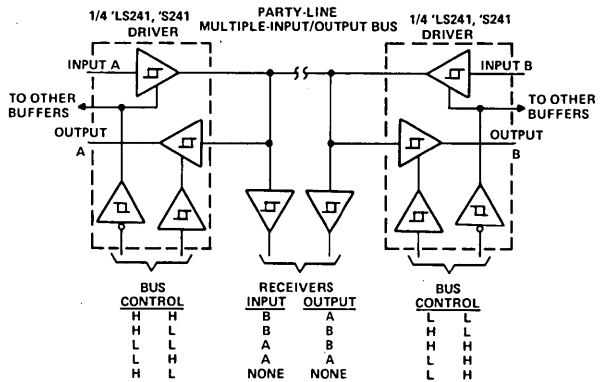 1/4 'LS241, 'S241
DRIVER
PARTY-LINE
MULTIPLE-INPUT/OUTPUT BUS
1/4 'LS241, 'S241
DRIVER
INPUT A
INPUT B
TO OTHER
BUFFERS
TO OTHER
BUFFERS
OUTPUT
A
OUTPUT
B
BUS RECEIVERS BUS
CONTROL INPUT OUTPUT CONTROL
H H B A L L
H L B B H L
L L A B H H
L H A A L H
H L NONE NONE L H